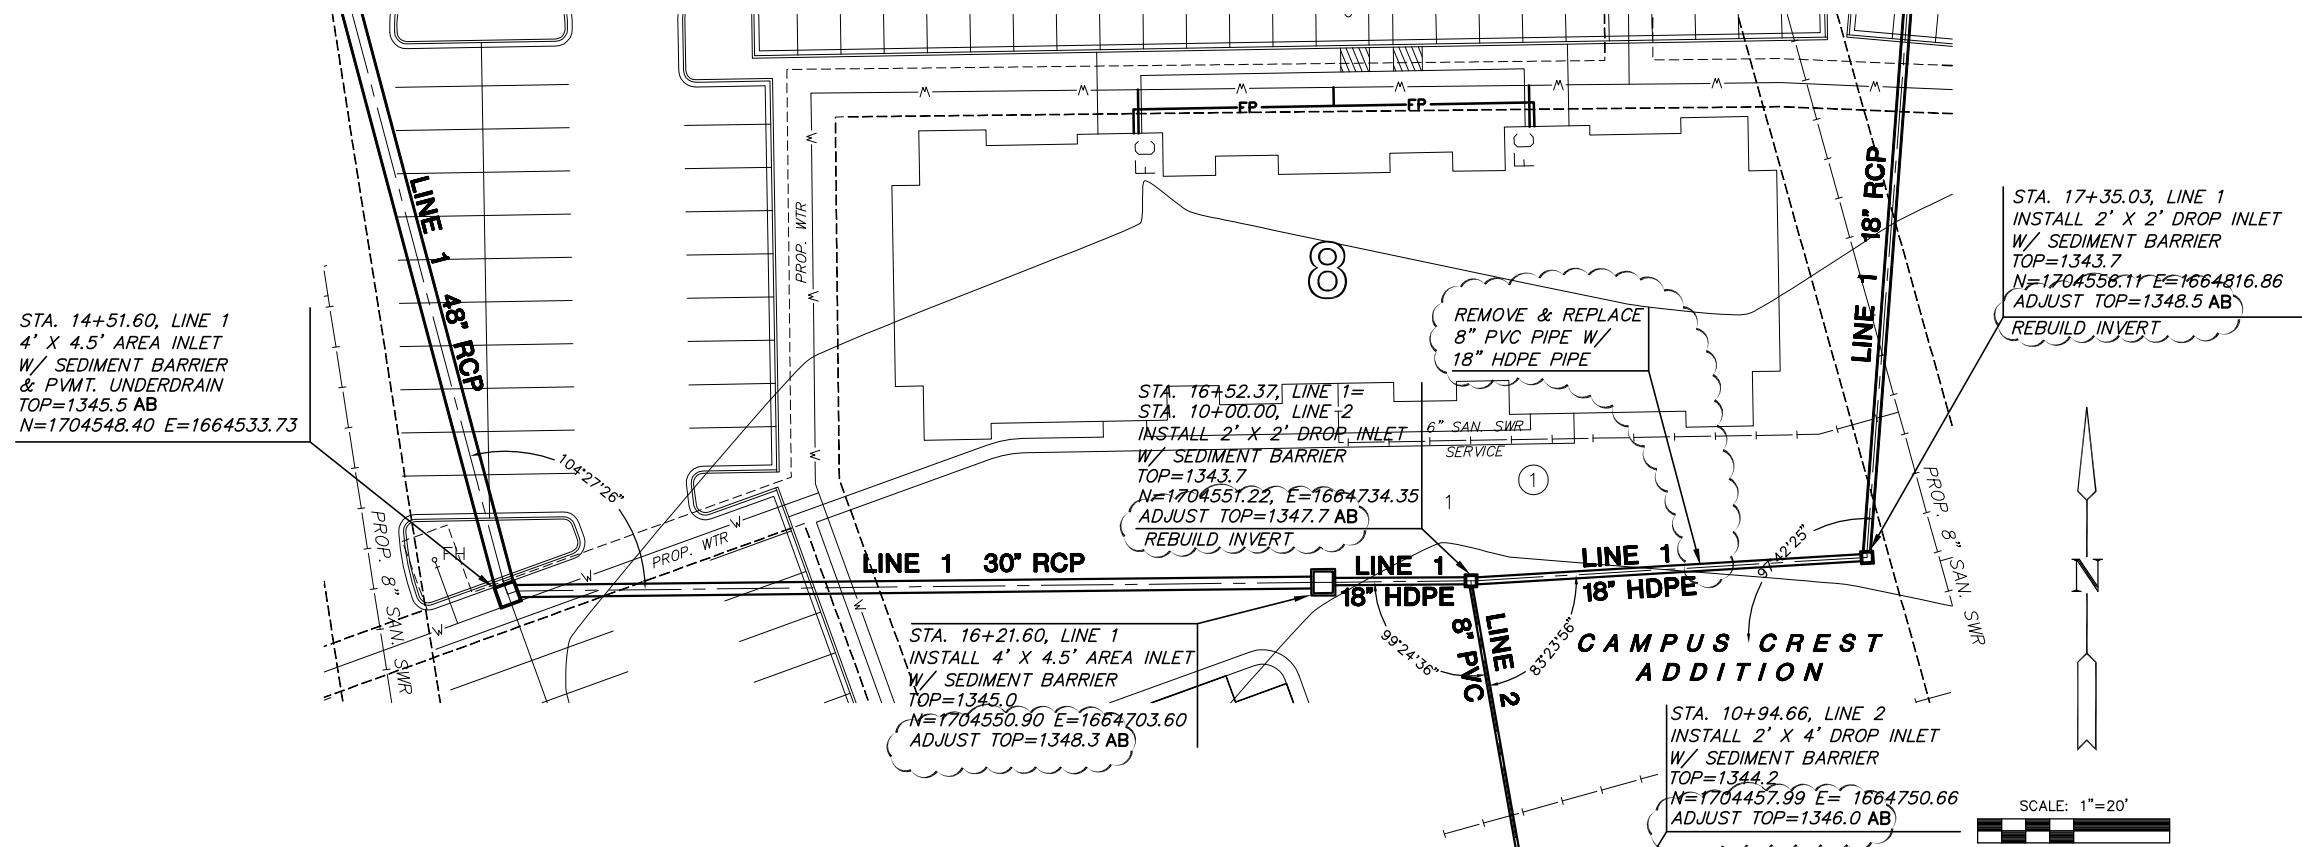 STA. 14+51.60, LINE 1
4' X 4.5' AREA INLET
W/ SEDIMENT BARRIER
& PVMT. UNDERDRAIN
TOP=1345.5 AB
N=1704548.40 E=1664533.73
LINE 1 48" RCP
104°27'26"
PROP. 8" SAN. SWR
FH
W
W
PROP. WTR
W
W
W
W
W
PROP. WTR
W
W
W
W
W
W
W
FP
FP
FC
FC
8
LINE 1 18" RCP
STA. 17+35.03, LINE 1
INSTALL 2' X 2' DROP INLET
W/ SEDIMENT BARRIER
TOP=1343.7
N=1704556.11 E=1664816.86
ADJUST TOP=1348.5 AB
REBUILD INVERT
REMOVE & REPLACE
8" PVC PIPE W/
18" HDPE PIPE
STA. 16+52.37, LINE 1=
STA. 10+00.00, LINE 2
INSTALL 2' X 2' DROP INLET
W/ SEDIMENT BARRIER
TOP=1343.7
N=1704551.22, E=1664734.35
ADJUST TOP=1347.7 AB
REBUILD INVERT
6" SAN. SWR
SERVICE
1
1
LINE 1 30" RCP
LINE 1
18" HDPE
LINE 1
18" HDPE
97°42'25"
99°24'36"
83°23'56"
LINE 2
8" PVC
PROP. 8" SAN. SWR
CAMPUS CREST
ADDITION
STA. 16+21.60, LINE 1
INSTALL 4' X 4.5' AREA INLET
W/ SEDIMENT BARRIER
TOP=1345.0
N=1704550.90 E=1664703.60
ADJUST TOP=1348.3 AB
STA. 10+94.66, LINE 2
INSTALL 2' X 4' DROP INLET
W/ SEDIMENT BARRIER
TOP=1344.2
N=1704457.99 E= 1664750.66
ADJUST TOP=1346.0 AB
N
SCALE: 1"=20'